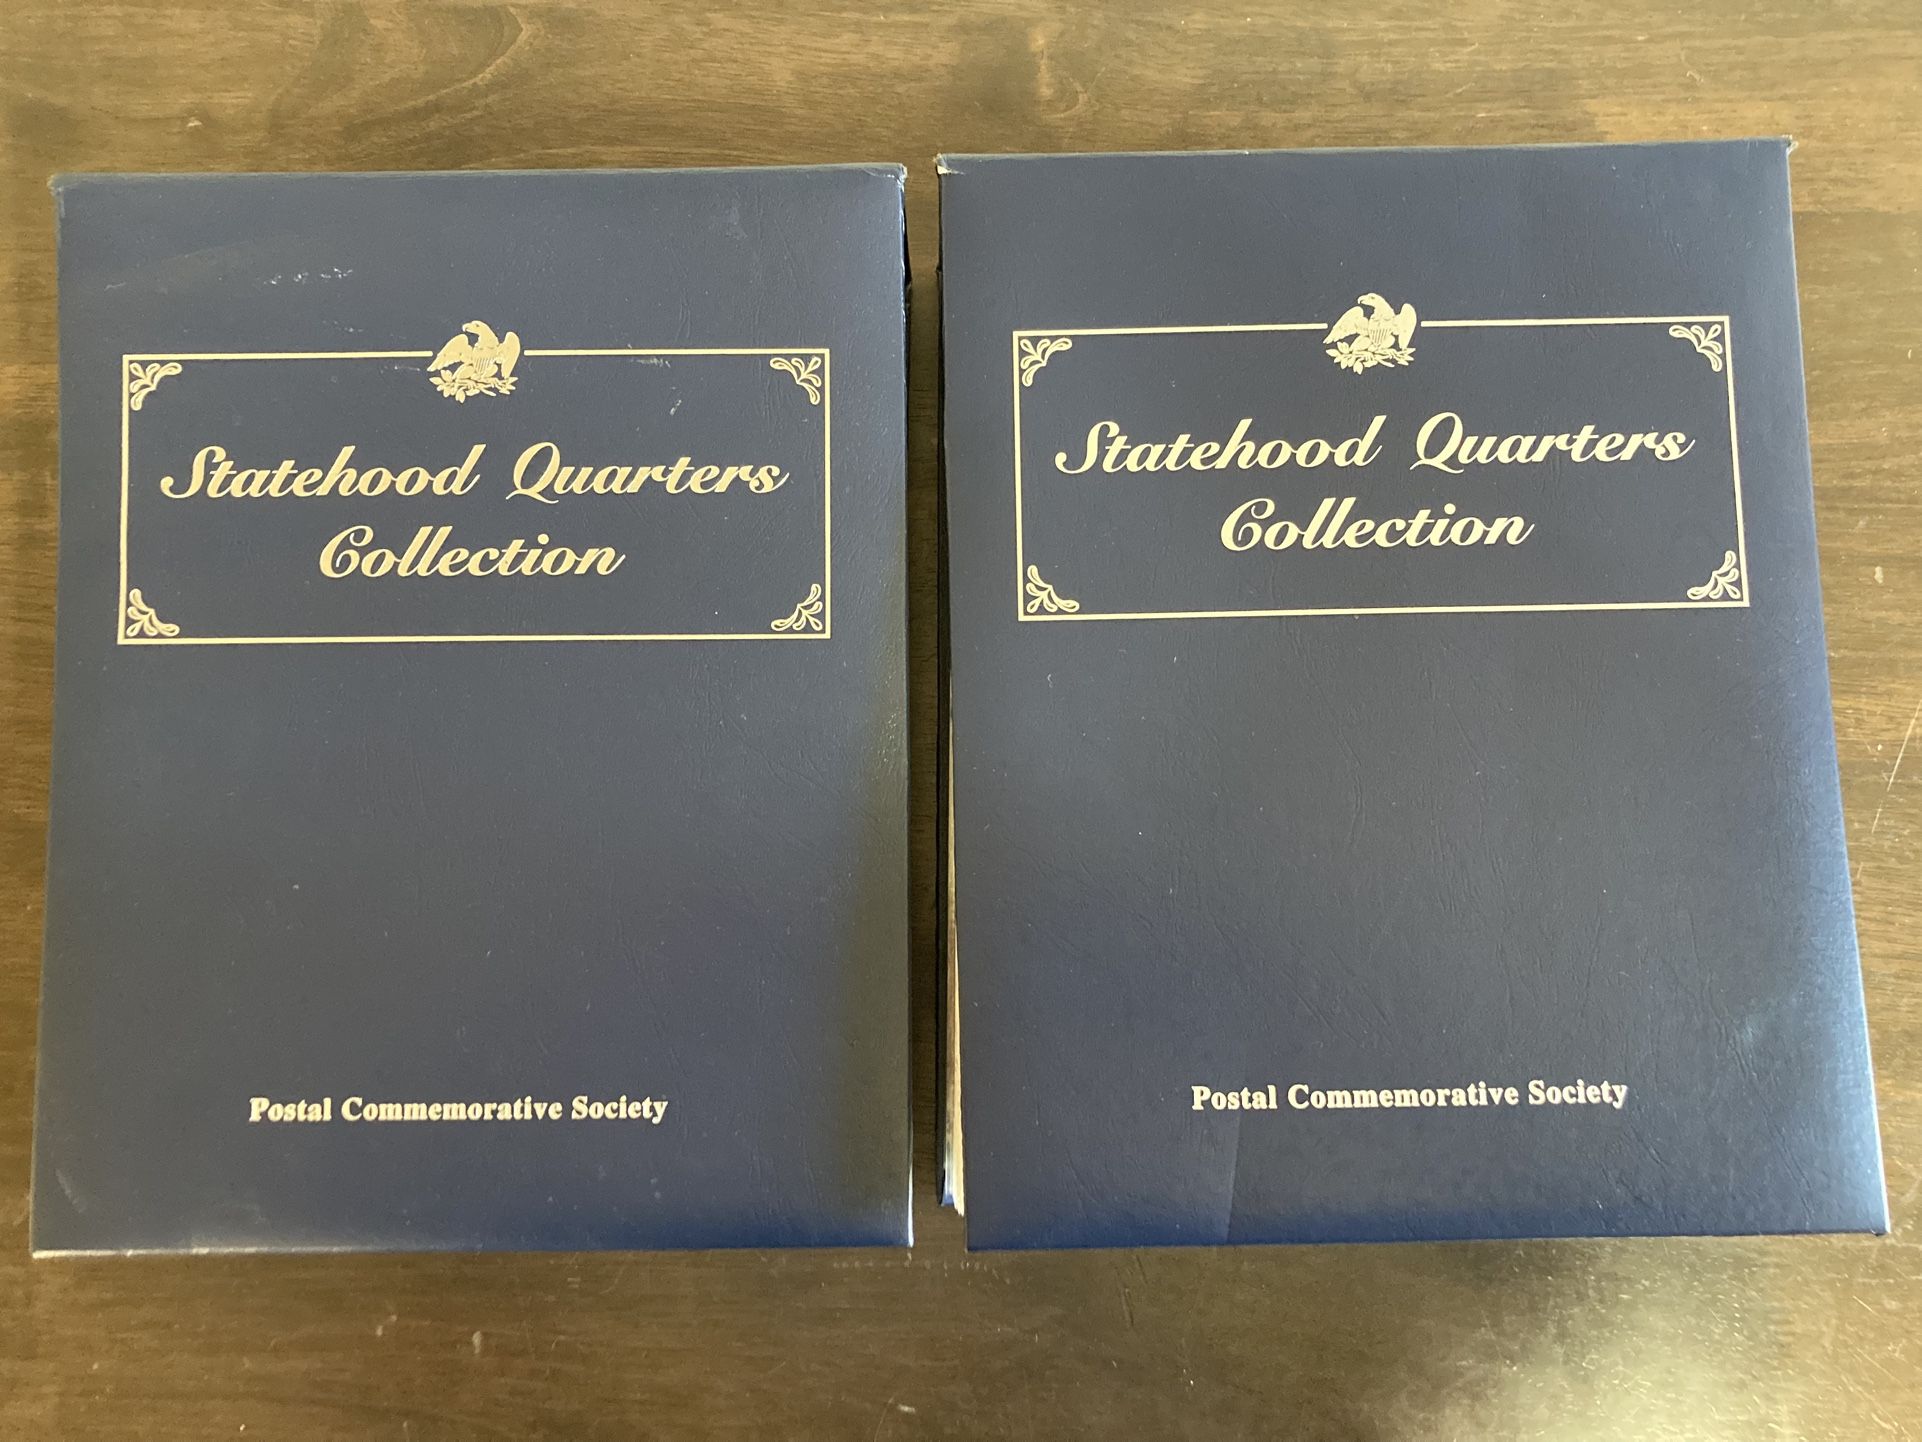 Statehood Quarters
Collection
Postal Commemorative Society
Statehood Quarters
Collection
Postal Commemorative Society